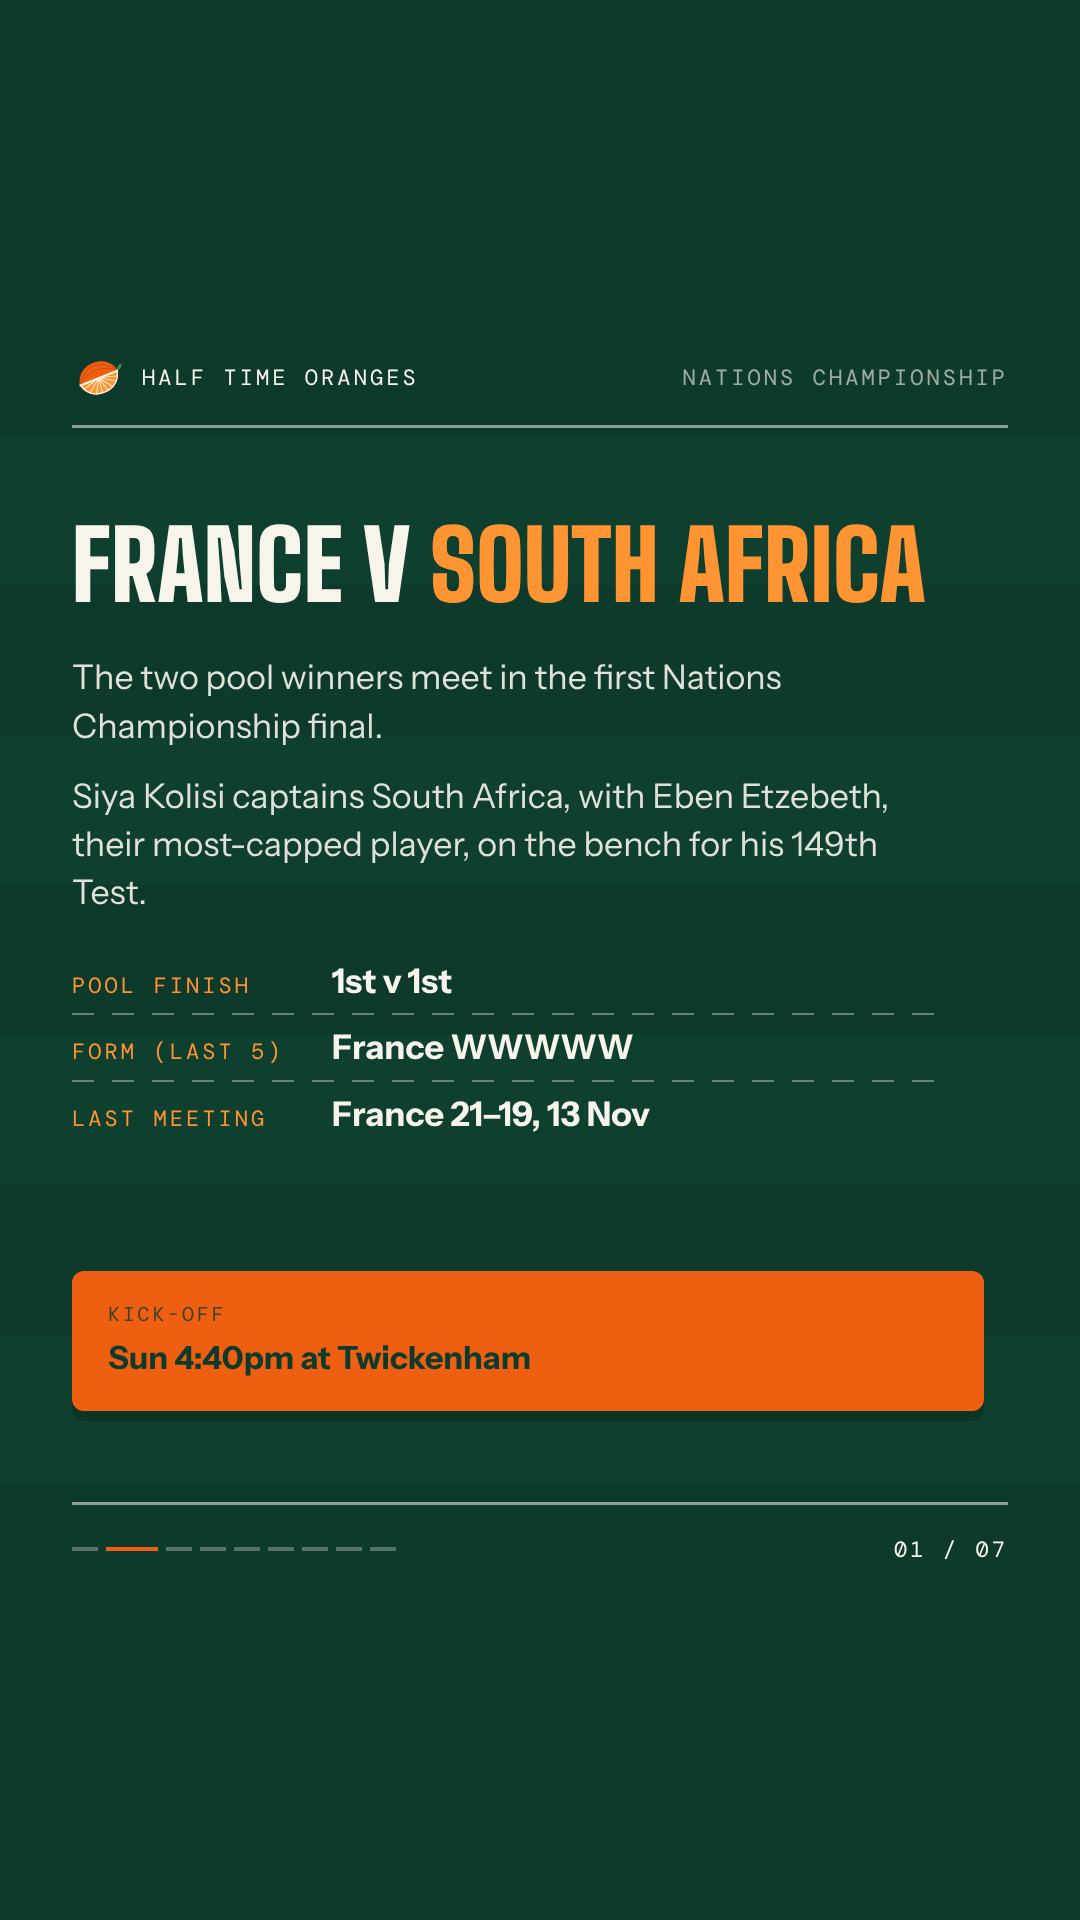 HALF TIME ORANGES
NATIONS CHAMPIONSHIP
FRANCE V SOUTH AFRICA
The two pool winners meet in the first Nations
Championship final.
Siya Kolisi captains South Africa, with Eben Etzebeth,
their most-capped player, on the bench for his 149th
Test.
POOL FINISH 1st v 1st
FORM (LAST 5) France WWWWW
LAST MEETING France 21–19, 13 Nov
KICK-OFF
Sun 4:40pm at Twickenham
01 / 07